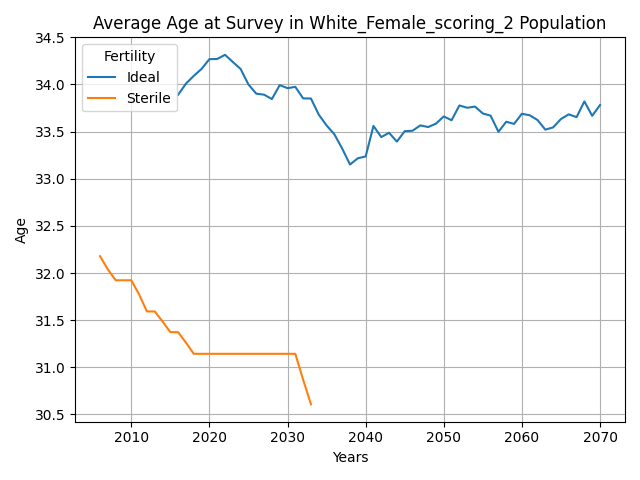 Average Age at Survey in White_Female_scoring_2 Population
34.5
34.0
33.5
33.0
32.5
32.0
31.5
31.0
30.5
Age
Fertility
Ideal
Sterile
2010 2020 2030 2040 2050 2060 2070
Years